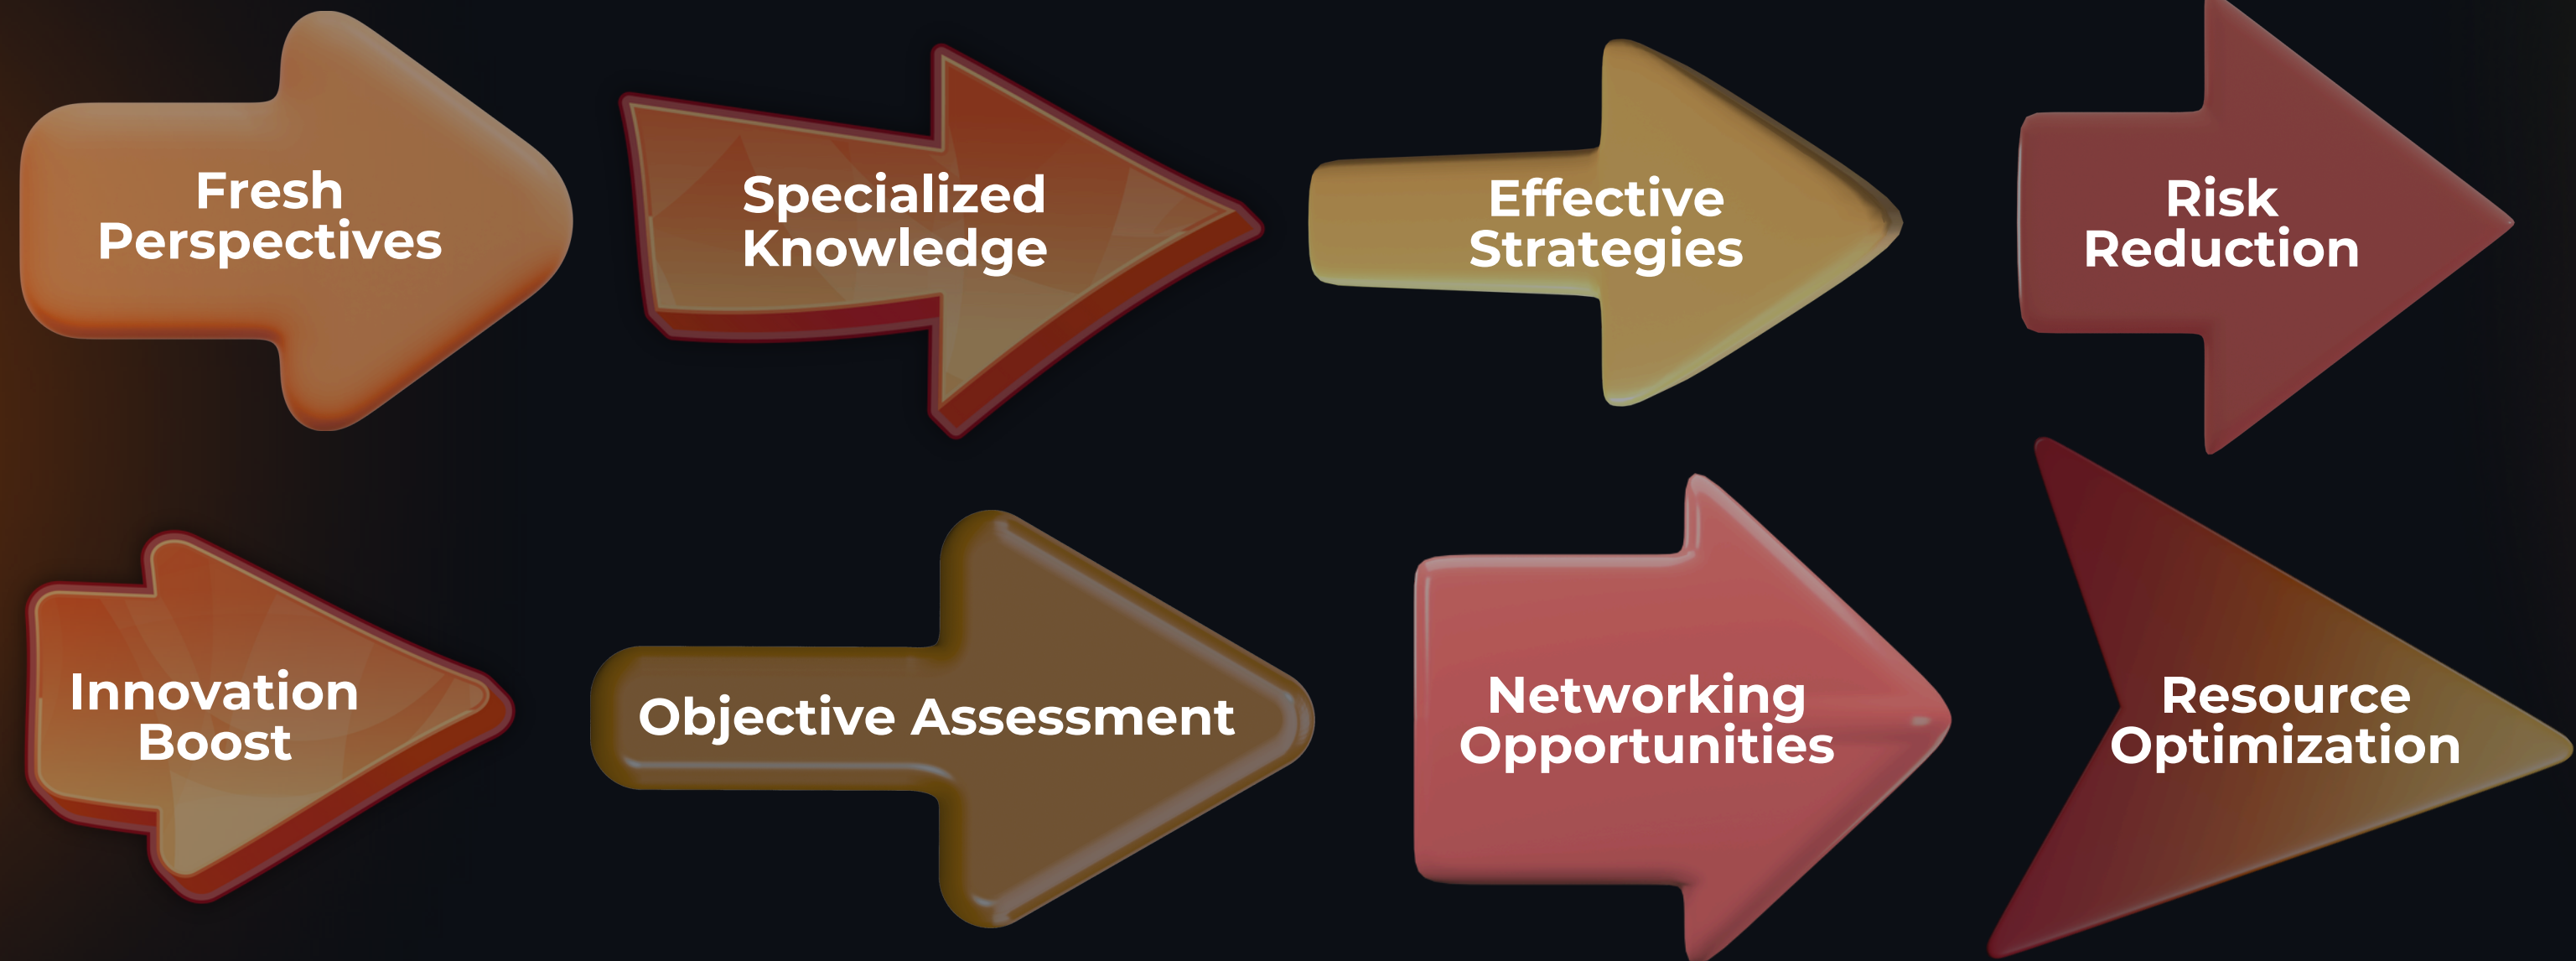 Fresh
Perspectives
Specialized
Knowledge
Effective
Strategies
Risk
Reduction
Innovation
Boost
Objective Assessment
Networking
Opportunities
Resource
Optimization